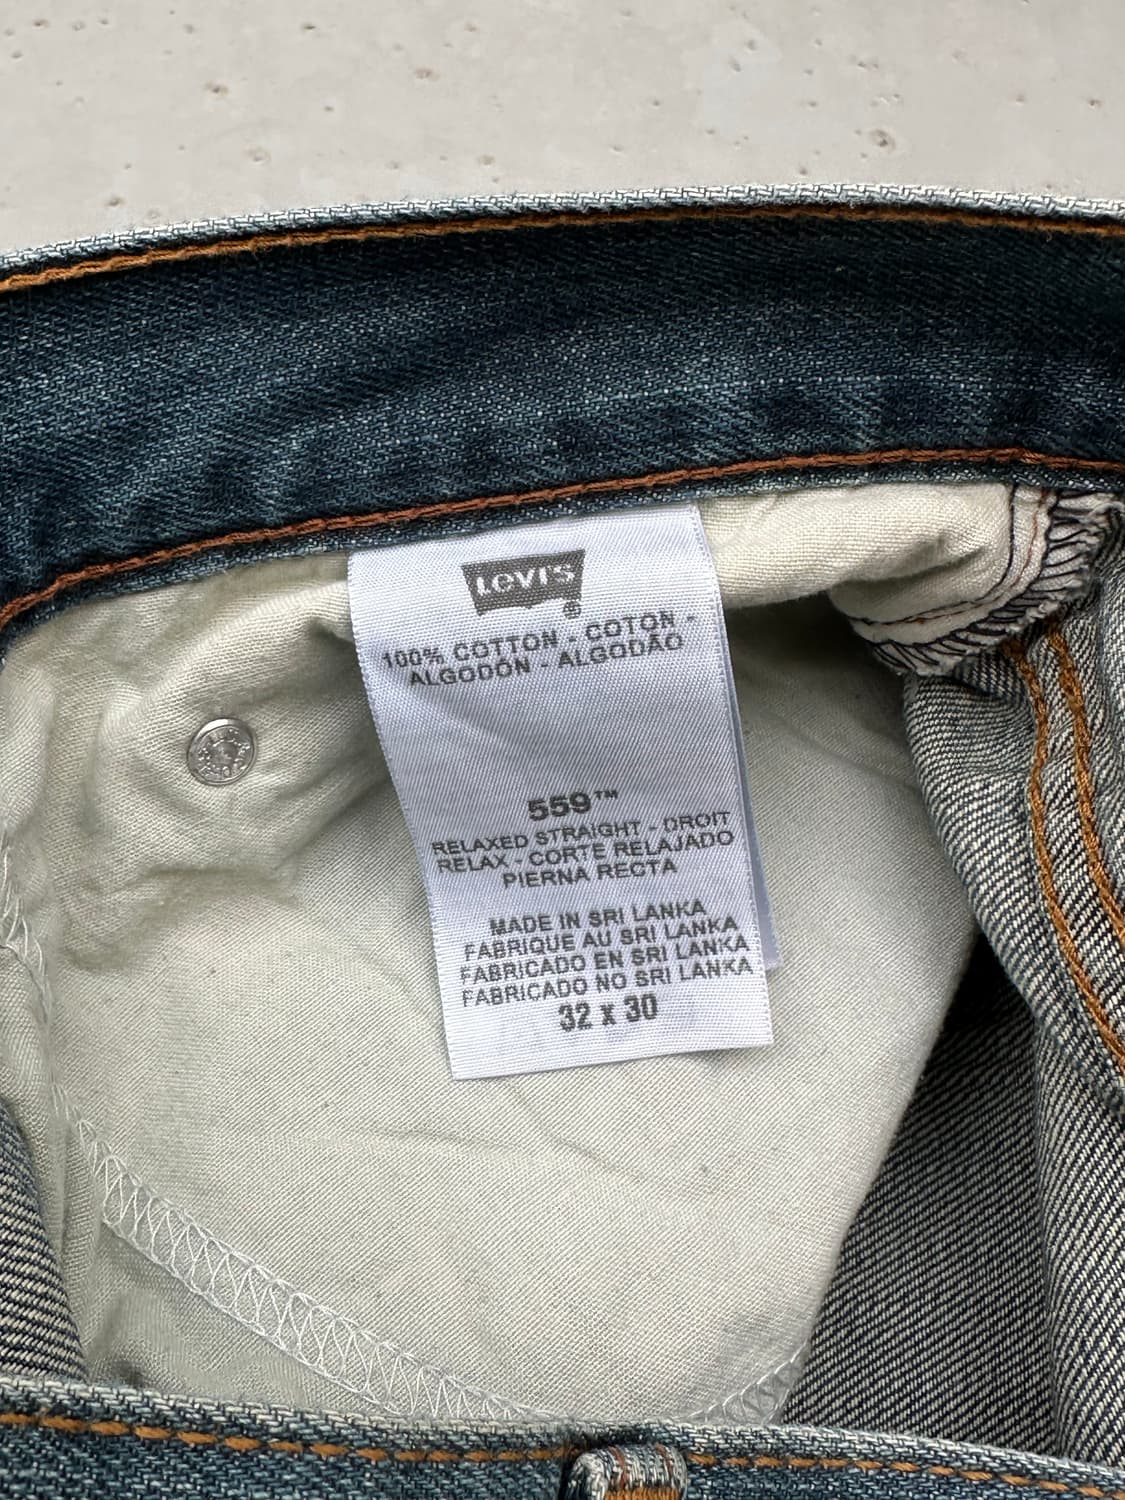 Levi's®
100% COTTON - COTON -
ALGODÓN - ALGODÃO
559™
RELAXED STRAIGHT - DROIT
RELAX - CORTE RELAJADO
PIERNA RECTA
MADE IN SRI LANKA
FABRIQUE AU SRI LANKA
FABRICADO EN SRI LANKA
FABRICADO NO SRI LANKA
32 x 30